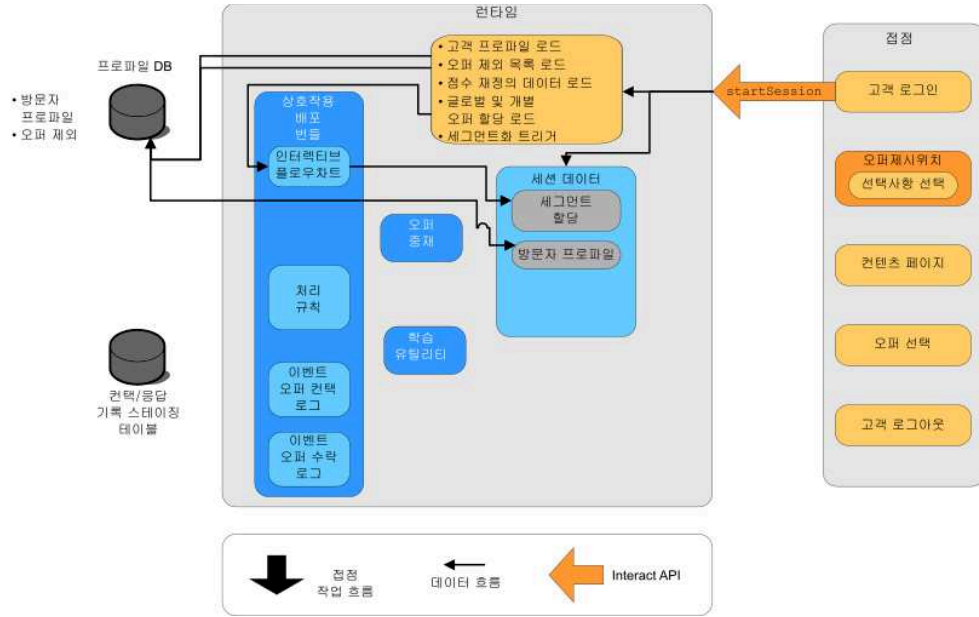 런타임
접점
프로파일 DB
• 방문자
프로파일
• 오퍼 제외
• 고객 프로파일 로드
• 오퍼 제외 목록 로드
• 점수 재정의 데이터 로드
• 글로벌 및 개별
오퍼 할당 로드
• 세그먼트화 트리거
startSession
고객 로그인
상호작용
배포
번들
인터랙티브
플로우차트
세션 데이터
세그먼트
할당
방문자 프로파일
오퍼
중재
오퍼제시위치
선택사항 선택
컨텐츠 페이지
처리
규칙
학습
유틸리티
오퍼 선택
컨택/응답
기록 스테이징
테이블
이벤트
오퍼 컨택
로그
이벤트
오퍼 수락
로그
고객 로그아웃
접점
작업 흐름
데이터 흐름
Interact API